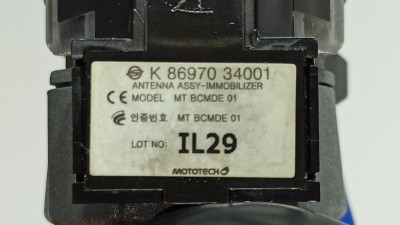 K 86970 34001
ANTENNA ASSY-IMMOBILIZER
CE MODEL MT BCMDE 01
인증번호 MT BCMDE 01
LOT NO: IL29
MOTOTECH